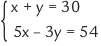 x + y = 30
5x – 3y = 54